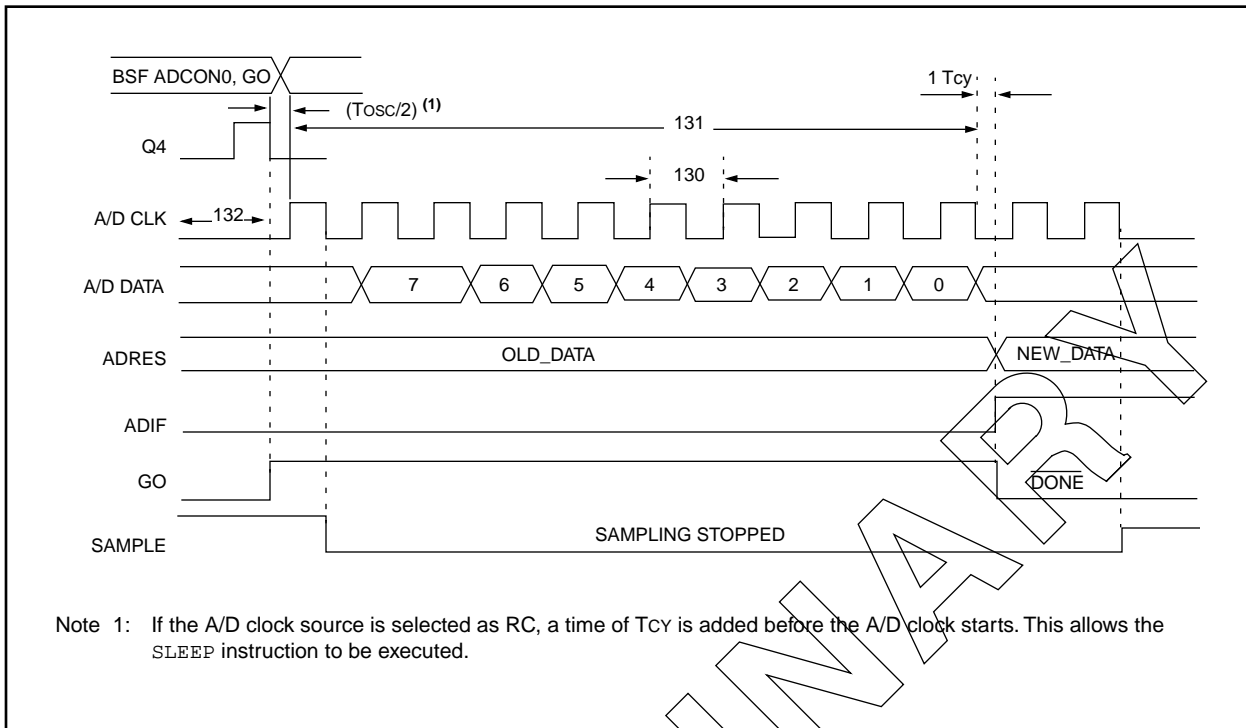 BSF ADCON0, GO
(TOSC/2) (1)
1 Tcy
131
Q4
130
A/D CLK
132
A/D DATA
7 6 5 4 3 2 1 0
ADRES
OLD_DATA
NEW_DATA
ADIF
GO
DONE
SAMPLE
SAMPLING STOPPED
Note 1: If the A/D clock source is selected as RC, a time of TCY is added before the A/D clock starts. This allows the
SLEEP instruction to be executed.
INARY